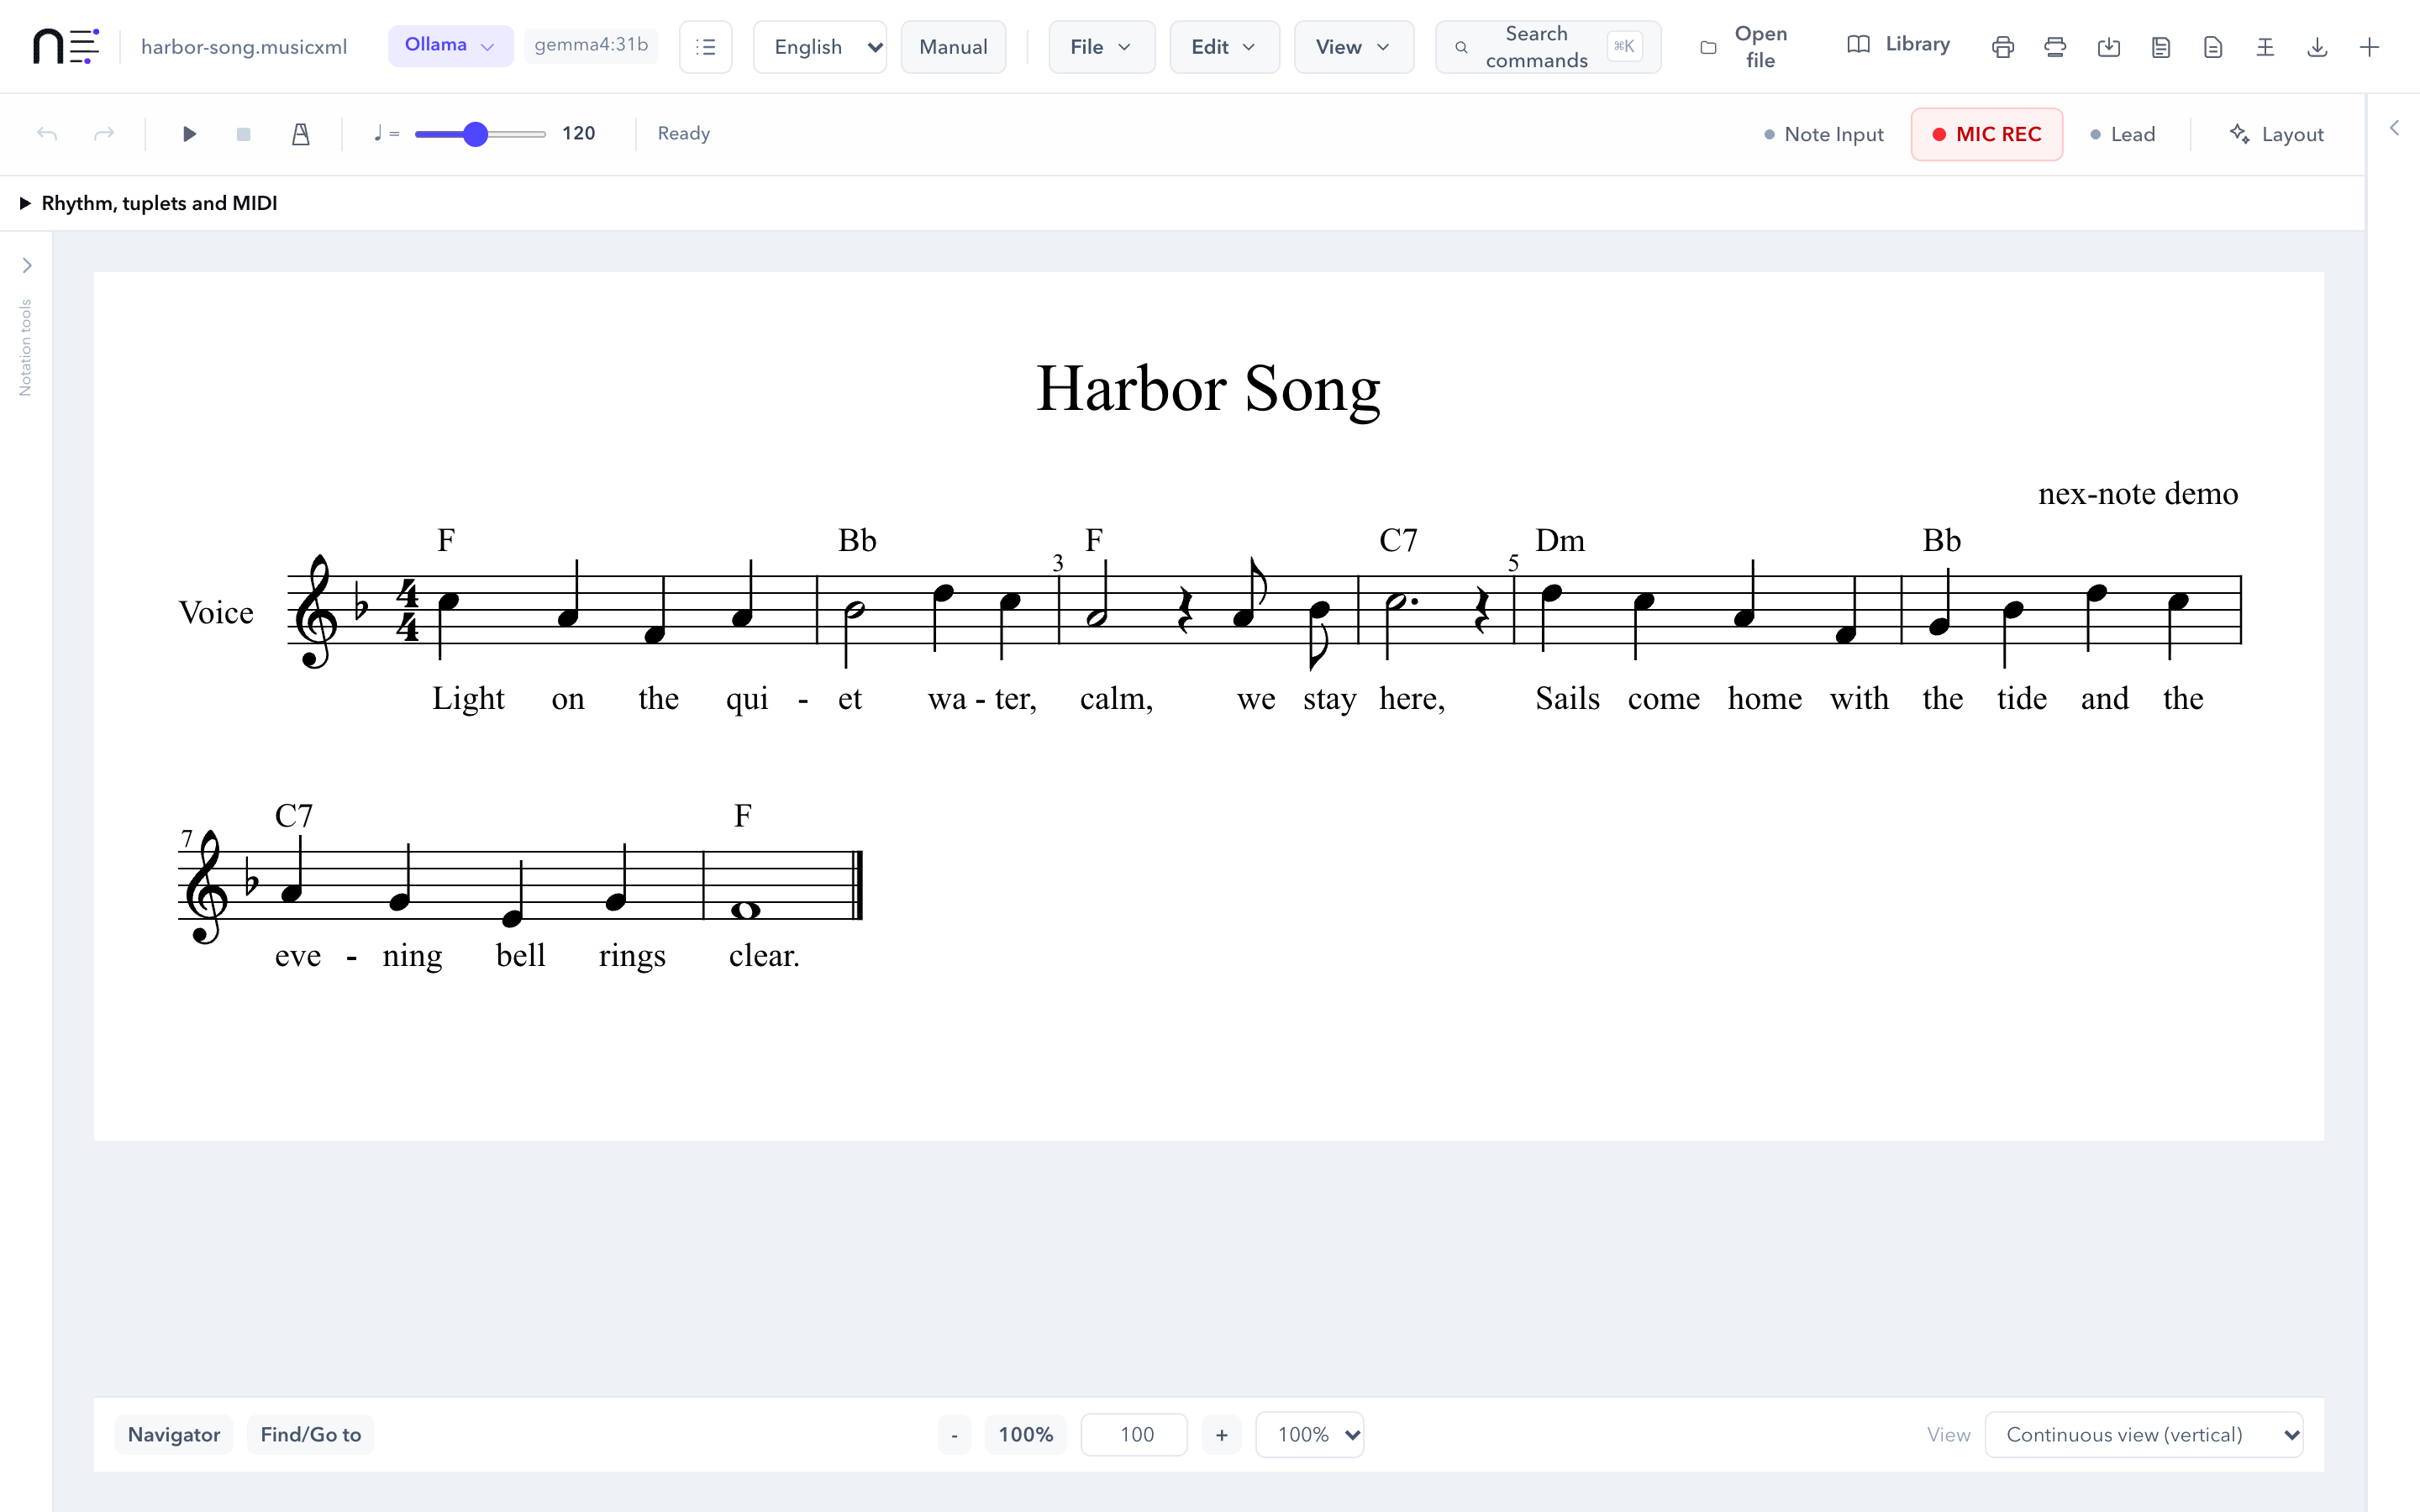 harbor-song.musicxml Ollama gemma4:31b English Manual File Edit View Search commands ⌘K Open file Library
♩ = 120 Ready Note Input MIC REC Lead Layout
Rhythm, tuplets and MIDI
Notation tools
Harbor Song
nex-note demo
F Bb 3 F C7 5 Dm Bb
Voice 4/4
Light on the qui - et wa - ter, calm, we stay here, Sails come home with the tide and the
7 C7 F
eve - ning bell rings clear.
Navigator Find/Go to - 100% 100 + 100% View Continuous view (vertical)